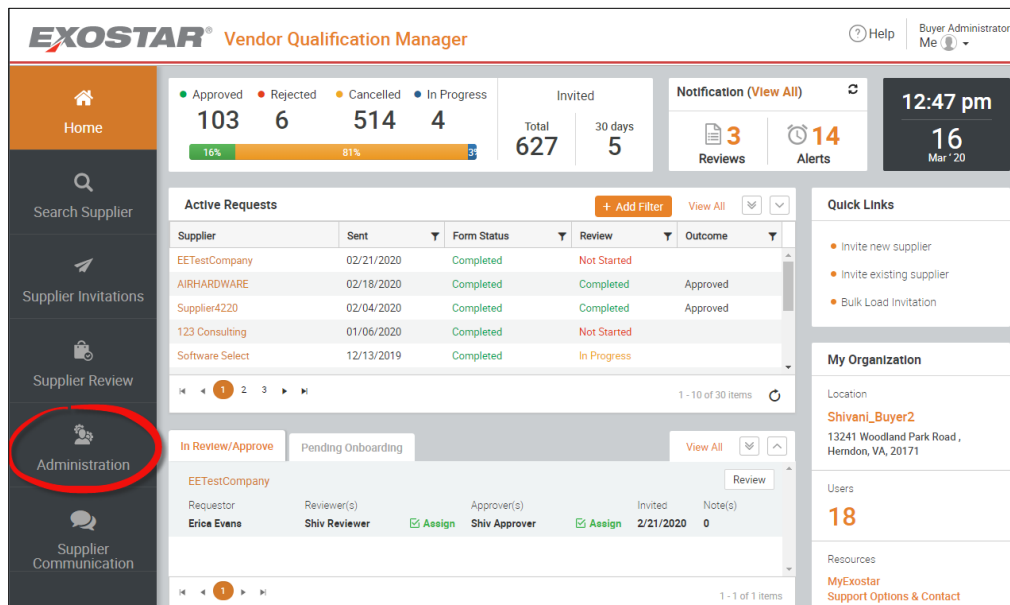 EXOSTAR® Vendor Qualification Manager
? Help
Buyer Administrator
Me
Home
Search Supplier
Supplier Invitations
Supplier Review
Administration
Supplier
Communication
Approved Rejected Cancelled In Progress
103 6 514 4
16% 81% 3%
Invited
Total 30 days
627 5
Notification (View All)
3 14
Reviews Alerts
12:47 pm
16
Mar ' 20
Active Requests + Add Filter View All
Supplier Sent Form Status Review Outcome
EETestCompany 02/21/2020 Completed Not Started
AIRHARDWARE 02/18/2020 Completed Completed Approved
Supplier4220 02/04/2020 Completed Completed Approved
123 Consulting 01/06/2020 Completed Not Started
Software Select 12/13/2019 Completed In Progress
1 2 3 1 - 10 of 30 items
In Review/Approve Pending Onboarding View All
EETestCompany Review
Requestor Reviewer(s) Approver(s) Invited Note(s)
Erica Evans Shiv Reviewer Assign Shiv Approver Assign 2/21/2020 0
1 1 - 1 of 1 items
Quick Links
Invite new supplier
Invite existing supplier
Bulk Load Invitation
My Organization
Location
Shivani_Buyer2
13241 Woodland Park Road ,
Herndon, VA, 20171
Users
18
Resources
MyExostar
Support Options & Contact